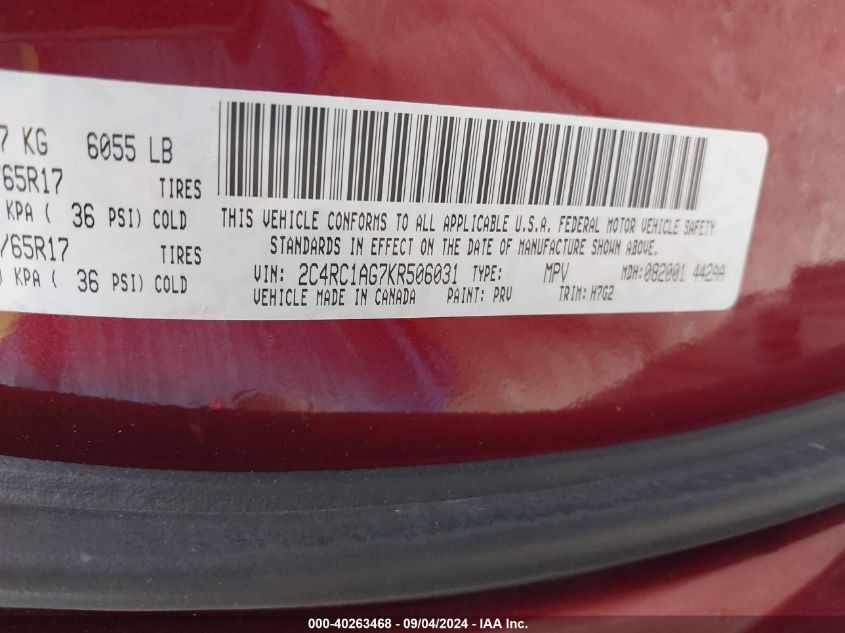 7 KG 6055 LB
65R17 TIRES
KPA ( 36 PSI) COLD
/65R17 TIRES
KPA ( 36 PSI) COLD
THIS VEHICLE CONFORMS TO ALL APPLICABLE U.S.A. FEDERAL MOTOR VEHICLE SAFETY
STANDARDS IN EFFECT ON THE DATE OF MANUFACTURE SHOWN ABOVE.
VIN: 2C4RC1AG7KR506031 TYPE: MPV MDH:082001 442AA
VEHICLE MADE IN CANADA PAINT: PRV TRIM: H7G2
000-40263468 - 09/04/2024 - IAA Inc.